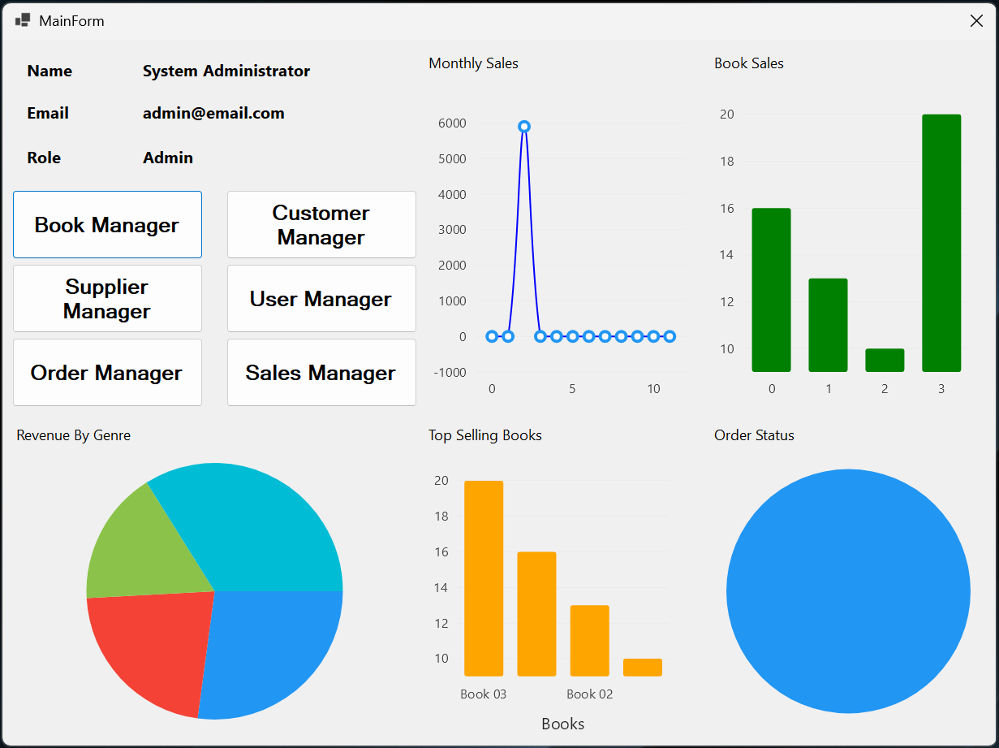 MainForm
Name System Administrator
Email admin@email.com
Role Admin
Book Manager
Customer
Manager
Supplier
Manager
User Manager
Order Manager
Sales Manager
Monthly Sales
6000
5000
4000
3000
2000
1000
0
-1000
0 5 10
Book Sales
20
18
16
14
12
10
0 1 2 3
Revenue By Genre
Top Selling Books
20
18
16
14
12
10
Book 03 Book 02
Books
Order Status